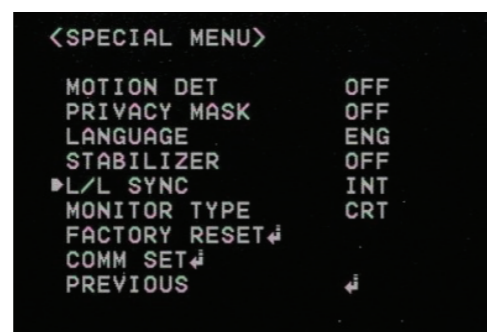 <SPECIAL MENU>
MOTION DET OFF
PRIVACY MASK OFF
LANGUAGE ENG
STABILIZER OFF
L/L SYNC INT
MONITOR TYPE CRT
FACTORY RESET↲
COMM SET↲
PREVIOUS ↲